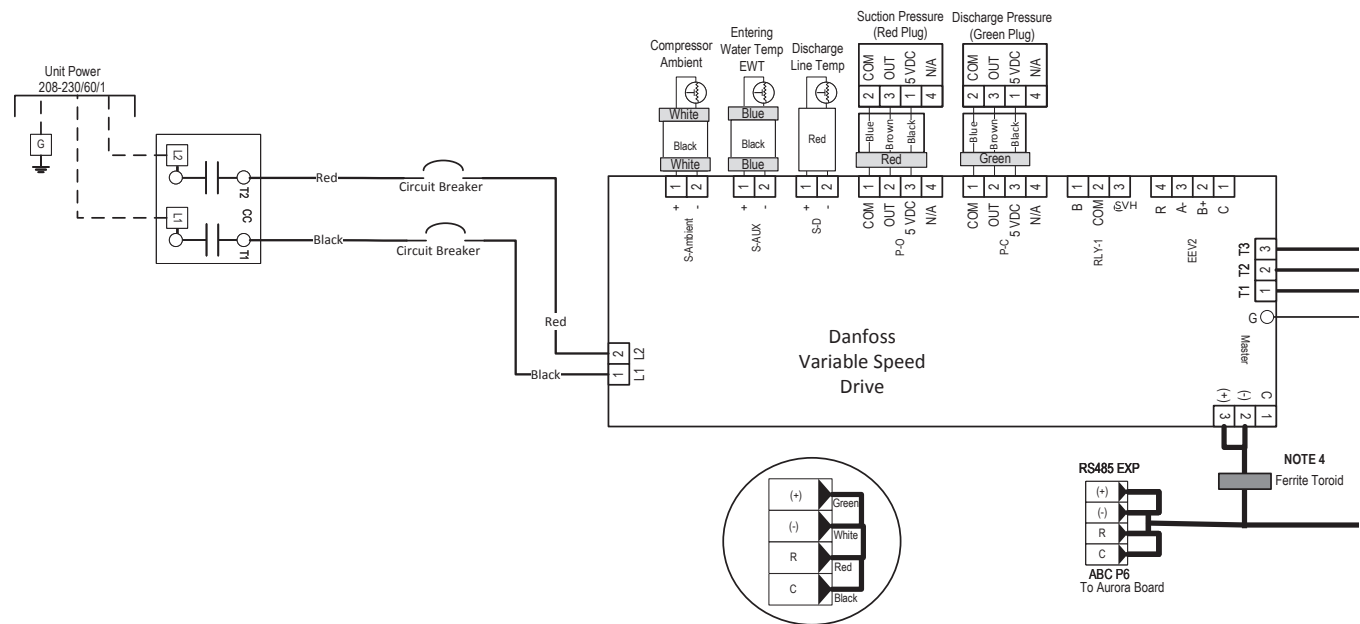 Unit Power
208-230/60/1
G
L2
T2
CC
L1
T1
Red
Circuit Breaker
Black
Circuit Breaker
Red
Black
Compressor
Ambient
White
Black
White
1 2
+ -
S-Ambient
Entering
Water Temp
EWT
Blue
Black
Blue
1 2
+ -
S-AUX
Discharge
Line Temp
Red
1 2
+ -
S-D
Suction Pressure
(Red Plug)
COM OUT 5 VDC N/A
2 3 1 4
Blue Brown Black
Red
1 2 3 4
COM OUT 5 VDC N/A
P-O
Discharge Pressure
(Green Plug)
COM OUT 5 VDC N/A
2 3 1 4
Blue Brown Black
Green
1 2 3 4
COM OUT 5 VDC N/A
P-C
1 2 3
B COM
RLY-1
4 3 2 1
R A- B+ C
EEV2
T3 3
T2 2
T1 1
G
Master
2 L2
1 L1
Danfoss
Variable Speed
Drive
(+) (-) C
3 2 1
NOTE 4
Ferrite Toroid
RS485 EXP
(+)
(-)
R
C
ABC P6
To Aurora Board
(+)
Green
(-)
White
R
Red
C
Black